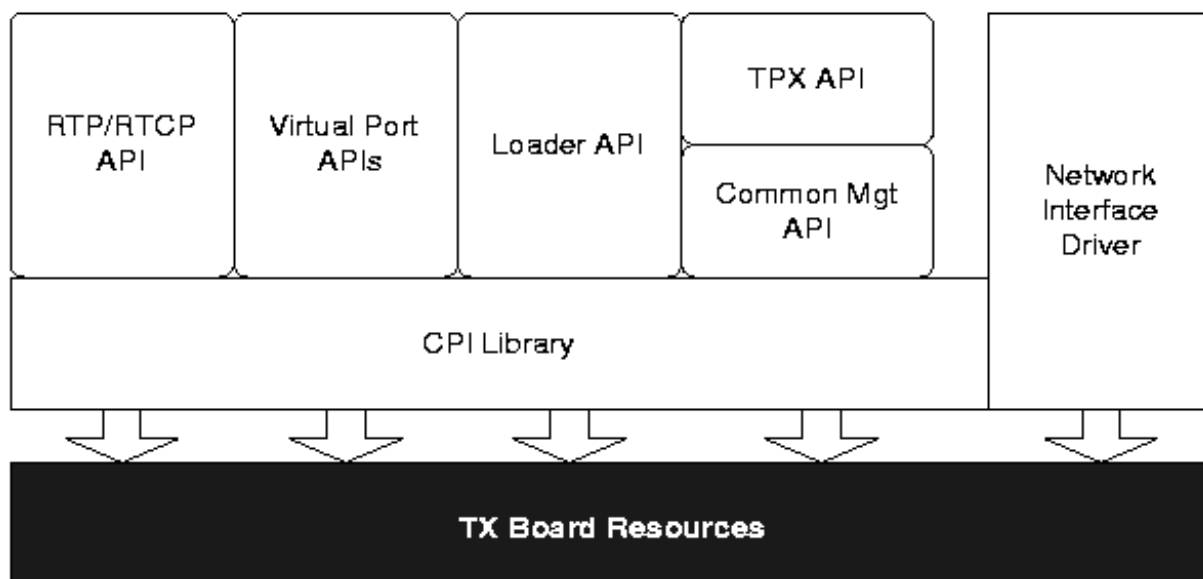 RTP/RTCP
API
Virtual Port
APIs
Loader API
TPX API
Common Mgt
API
Network
Interface
Driver
CPI Library
TX Board Resources